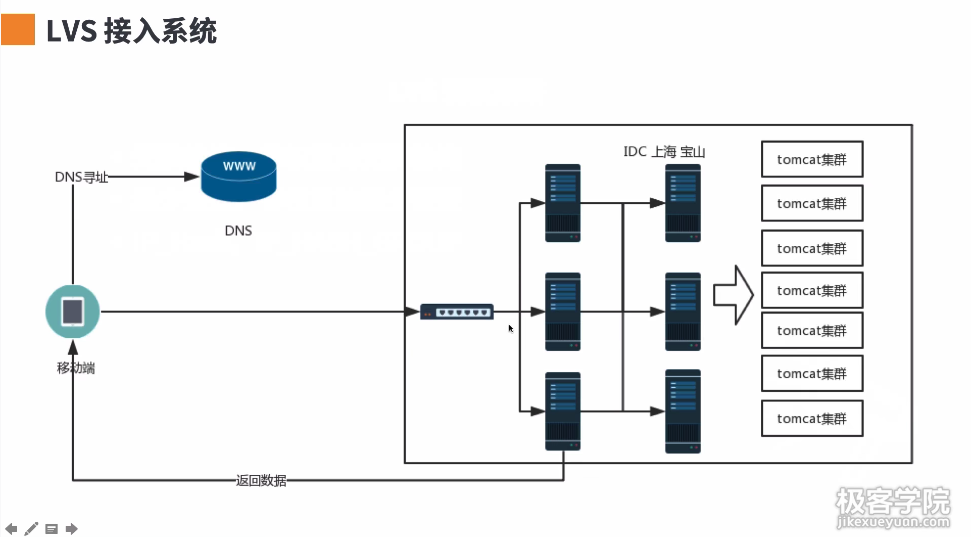 LVS 接入系统
DNS寻址
WWW
DNS
移动端
返回数据
IDC 上海 宝山
tomcat集群
tomcat集群
tomcat集群
tomcat集群
tomcat集群
tomcat集群
tomcat集群
极客学院
jikexueyuan.com